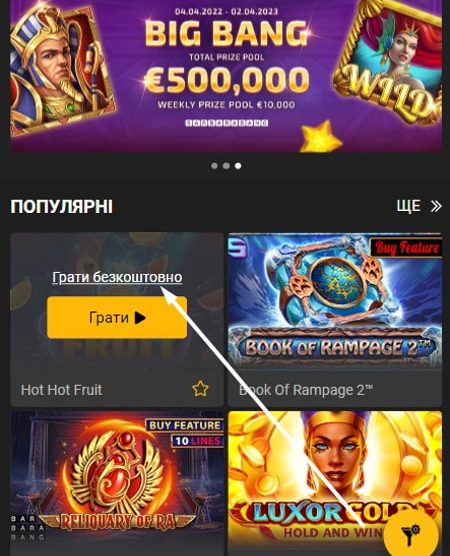 04.04.2022 - 02.04.2023
BIG BANG
TOTAL PRIZE POOL
€500,000
WEEKLY PRIZE POOL €10,000
BARBARABANG
WILD
ПОПУЛЯРНІ
ЩЕ
Грати безкоштовно
Грати
FRUIT
Hot Hot Fruit
Buy Feature
BOOK OF RAMPAGE 2™
Book Of Rampage 2™
BUY FEATURE
10 LINES
RELIQUARY OF RA
BAR
BARA
BANG
LUXOR GOLD
HOLD AND WIN